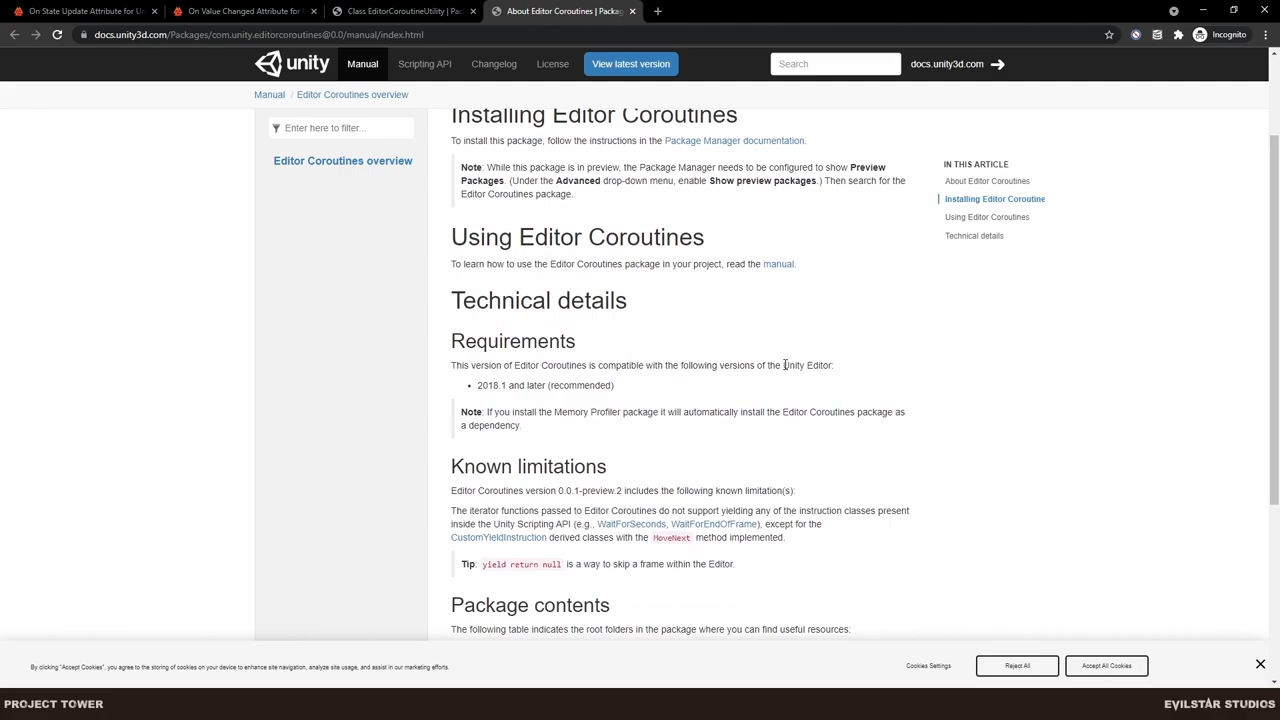 On State Update Attribute for U
On Value Changed Attribute for
Class EditorCoroutineUtility | Pac
About Editor Coroutines | Packag
docs.unity3d.com/Packages/com.unity.editorcoroutines@0.0/manual/index.html
Incognito
unity
Manual
Scripting API
Changelog
License
View latest version
Search
docs.unity3d.com
Manual / Editor Coroutines overview
Enter here to filter...
Editor Coroutines overview
Installing Editor Coroutines
To install this package, follow the instructions in the Package Manager documentation.
Note: While this package is in preview, the Package Manager needs to be configured to show Preview
Packages. (Under the Advanced drop-down menu, enable Show preview packages.) Then search for the
Editor Coroutines package.
Using Editor Coroutines
To learn how to use the Editor Coroutines package in your project, read the manual.
Technical details
Requirements
This version of Editor Coroutines is compatible with the following versions of the Unity Editor:
• 2018.1 and later (recommended)
Note: If you install the Memory Profiler package it will automatically install the Editor Coroutines package as
a dependency.
Known limitations
Editor Coroutines version 0.0.1-preview.2 includes the following known limitation(s):
The iterator functions passed to Editor Coroutines do not support yielding any of the instruction classes present
inside the Unity Scripting API (e.g., WaitForSeconds, WaitForEndOfFrame), except for the
CustomYieldInstruction derived classes with the MoveNext method implemented.
Tip: yield return null is a way to skip a frame within the Editor.
Package contents
The following table indicates the root folders in the package where you can find useful resources:
IN THIS ARTICLE
About Editor Coroutines
Installing Editor Coroutine
Using Editor Coroutines
Technical details
By clicking "Accept Cookies", you agree to the storing of cookies on your device to enhance site navigation, analyze site usage, and assist in our marketing efforts.
Cookies Settings
Reject All
Accept All Cookies
PROJECT TOWER
EVILSTAR STUDIOS